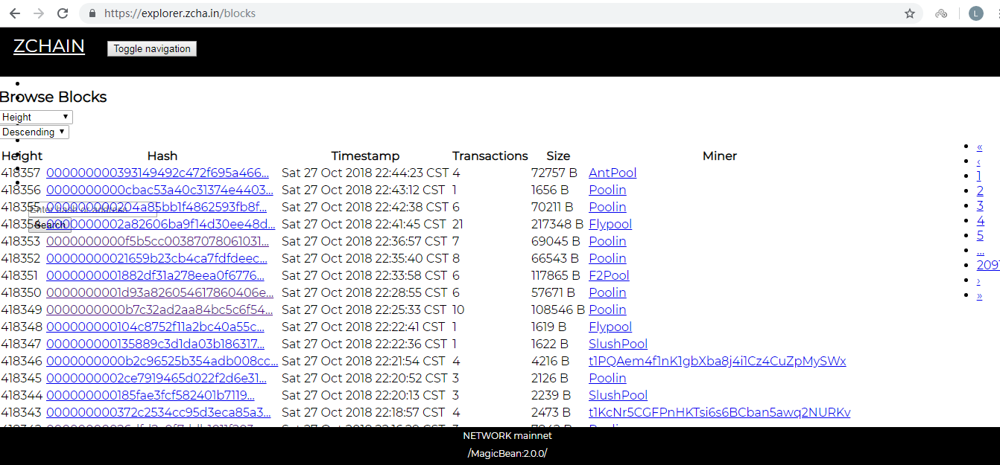 https://explorer.zcha.in/blocks
L
ZCHAIN Toggle navigation
Browse Blocks
Height
Descending
Height Hash Timestamp Transactions Size Miner
418357 0000000000393149492c472f695a466... Sat 27 Oct 2018 22:44:23 CST 4 72757 B AntPool
418356 0000000000cbac53a40c31374e4403... Sat 27 Oct 2018 22:43:12 CST 1 1656 B Poolin
418355 000000000204a85bb1f4862593fb8f... Sat 27 Oct 2018 22:42:38 CST 6 70211 B Poolin
Enter hash or address
418354 0000000002a82606ba9f14d30ee48d... Sat 27 Oct 2018 22:41:45 CST 21 217348 B Flypool
Search
418353 0000000000f5b5cc00387078061031... Sat 27 Oct 2018 22:36:57 CST 7 69045 B Poolin
418352 00000000021659b23cb4ca7fdfdeec... Sat 27 Oct 2018 22:35:40 CST 8 66543 B Poolin
418351 0000000001882df31a278eea0f6776... Sat 27 Oct 2018 22:33:58 CST 6 117865 B F2Pool
418350 0000000001d93a826054617860406e... Sat 27 Oct 2018 22:28:55 CST 6 57671 B Poolin
418349 0000000000b7c32ad2aa84bc5c6f54... Sat 27 Oct 2018 22:25:33 CST 10 108546 B Poolin
418348 000000000104c8752f11a2bc40a55c... Sat 27 Oct 2018 22:22:41 CST 1 1619 B Flypool
418347 000000000135889c3d1da03b186317... Sat 27 Oct 2018 22:22:36 CST 1 1622 B SlushPool
418346 0000000000b2c96525b354adb008cc... Sat 27 Oct 2018 22:21:54 CST 4 4216 B t1PQAem4f1nK1gbXba8j4i1Cz4CuZpMySWx
418345 0000000002ce7919465d022f2d6e31... Sat 27 Oct 2018 22:20:52 CST 3 2126 B Poolin
418344 000000000185fae3fcf582401b7119... Sat 27 Oct 2018 22:20:13 CST 3 2239 B SlushPool
418343 000000000372c2534cc95d3eca85a3... Sat 27 Oct 2018 22:18:57 CST 4 2473 B t1KcNr5CGFPnHKTsi6s6BCban5awq2NURKv
«
‹
1
2
3
4
5
...
2091
›
»
NETWORK mainnet
/MagicBean:2.0.0/